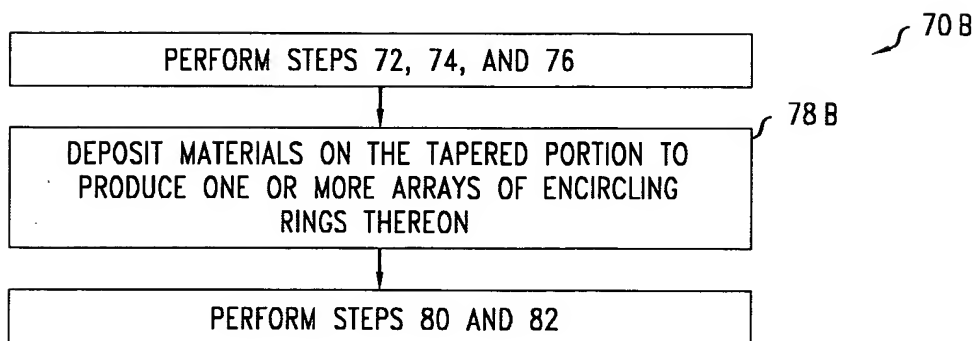 70 B
PERFORM STEPS 72, 74, AND 76
78 B
DEPOSIT MATERIALS ON THE TAPERED PORTION TO
PRODUCE ONE OR MORE ARRAYS OF ENCIRCLING
RINGS THEREON
PERFORM STEPS 80 AND 82